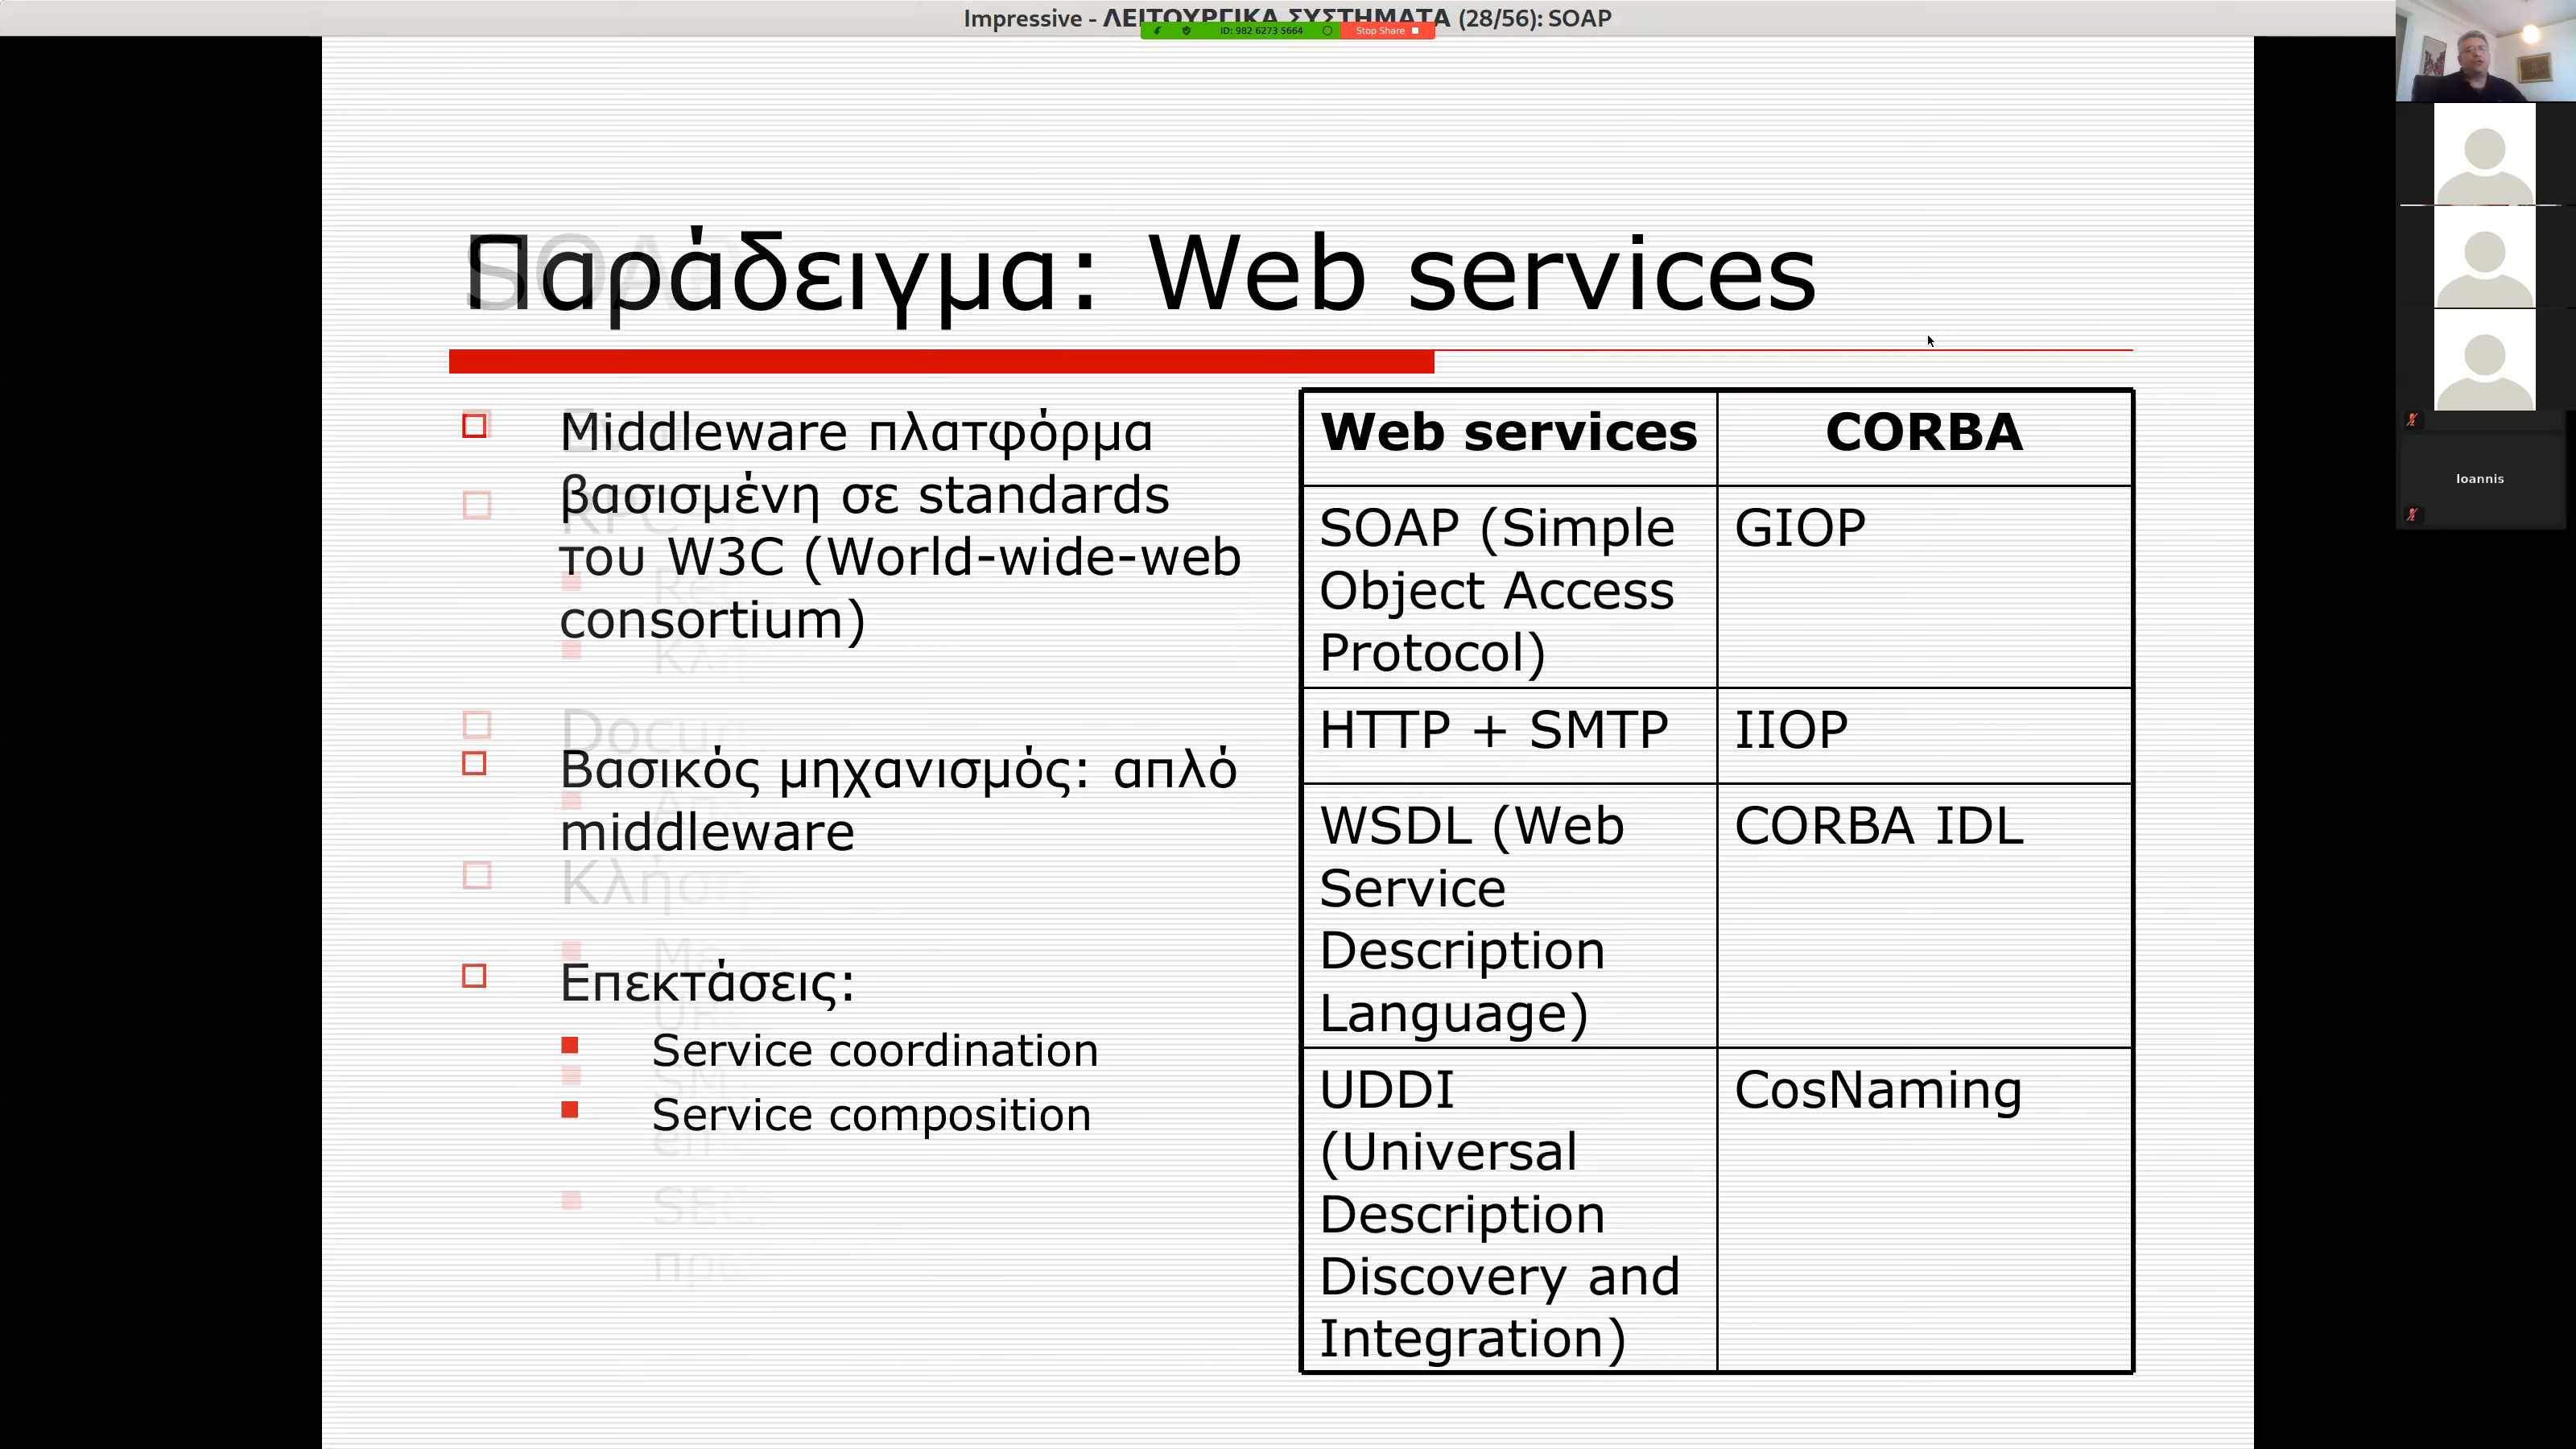 Impressive - ΛΕΙΤΟΥΡΓΙΚΑ ΣΥΣΤΗΜΑΤΑ (28/56): SOAP
ID: 982 6273 5664
Stop Share
Παράδειγμα: Web services
Middleware πλατφόρμα
βασισμένη σε standards
του W3C (World-wide-web
consortium)
Βασικός μηχανισμός: απλό
middleware
Επεκτάσεις:
Service coordination
Service composition
Web services
CORBA
SOAP (Simple
Object Access
Protocol)
GIOP
HTTP + SMTP
IIOP
WSDL (Web
Service
Description
Language)
CORBA IDL
UDDI
(Universal
Description
Discovery and
Integration)
CosNaming
Ioannis